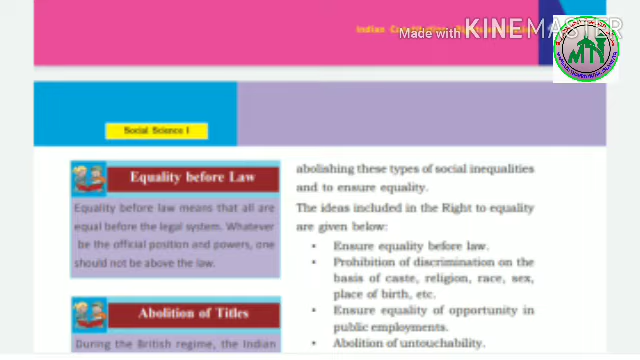 Indian
Made with KINEMASTER
Social Science I
Equality before Law
Equality before law means that all are
equal before the legal system. Whatever
be the official position and powers, one
should not be above the law.
Abolition of Titles
During the British regime, the Indian
abolishing these types of social inequalities
and to ensure equality.
The ideas included in the Right to equality
are given below:
• Ensure equality before law.
• Prohibition of discrimination on the
basis of caste, religion, race, sex,
place of birth, etc.
• Ensure equality of opportunity in
public employments.
• Abolition of untouchability.